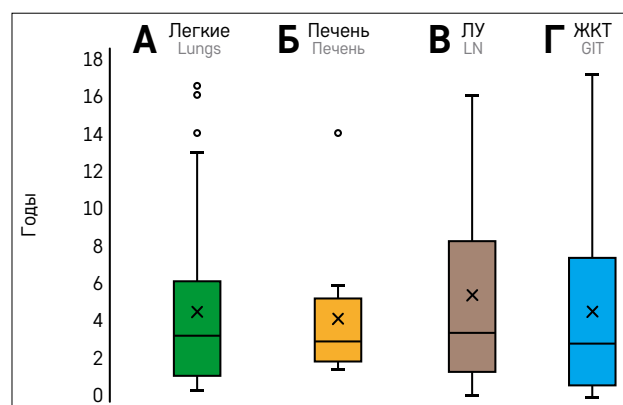 А Легкие
Lungs
Б Печень
Печень
В ЛУ
LN
Г ЖКТ
GIT
Годы
18
16
14
12
10
8
6
4
2
0